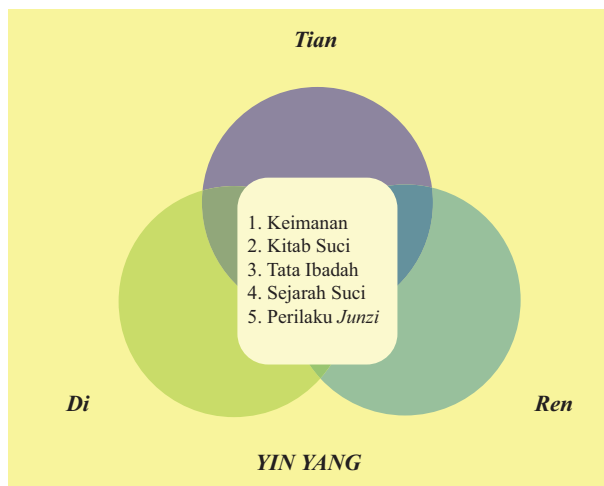 Tian
1. Keimanan
2. Kitab Suci
3. Tata Ibadah
4. Sejarah Suci
5. Perilaku Junzi
Di
Ren
YIN YANG